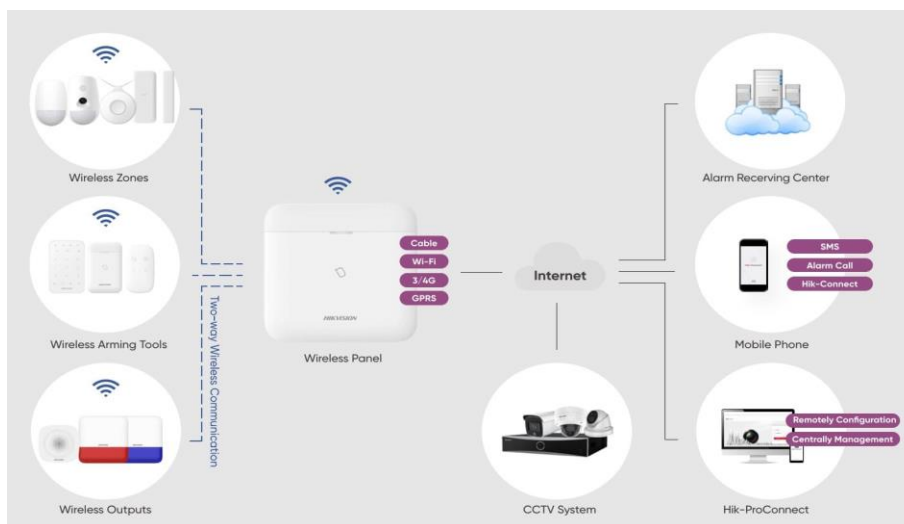 Wireless Zones
Wireless Arming Tools
Wireless Outputs
Two-way Wireless Communication
Cable
Wi-Fi
3/4G
GPRS
HIKVISION
Wireless Panel
Internet
CCTV System
Alarm Recerving Center
SMS
Alarm Call
Hik-Connect
Mobile Phone
Remotely Configuration
Centrally Management
Hik-ProConnect